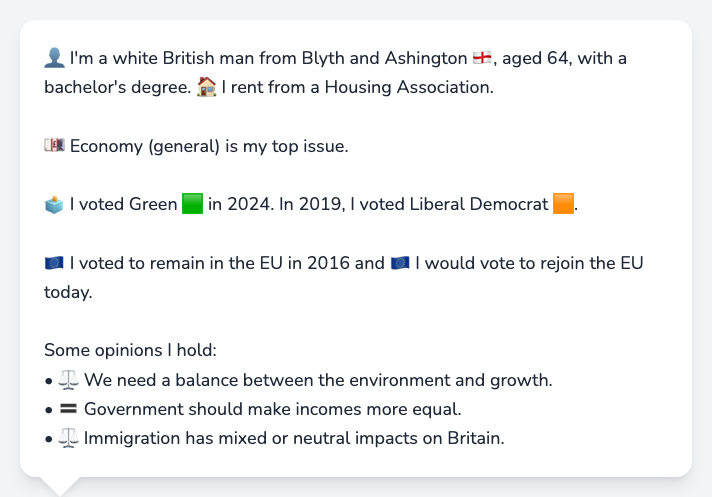 👤 I'm a white British man from Blyth and Ashington 🏴󠁧󠁢󠁥󠁮󠁧󠁿, aged 64, with a
bachelor's degree. 🏠 I rent from a Housing Association.
💷 Economy (general) is my top issue.
🗳️ I voted Green 🟩 in 2024. In 2019, I voted Liberal Democrat 🟧.
🇪🇺 I voted to remain in the EU in 2016 and 🇪🇺 I would vote to rejoin the EU
today.
Some opinions I hold:
• ⚖️ We need a balance between the environment and growth.
• 🟰 Government should make incomes more equal.
• ⚖️ Immigration has mixed or neutral impacts on Britain.